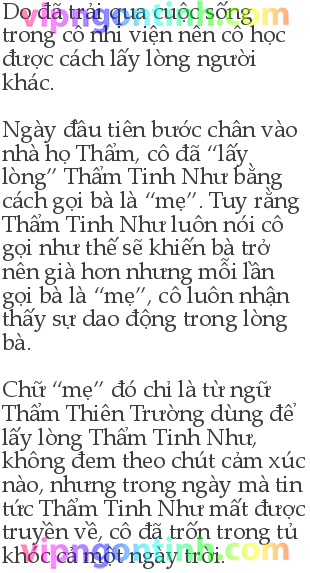 Do đã trải qua cuộc sống
trong cô nhi viện nên cô học
được cách lấy lòng người
khác.
Ngày đầu tiên bước chân vào
nhà họ Thẩm, cô đã “lấy
lòng” Thẩm Tinh Như bằng
cách gọi bà là “mẹ”. Tuy rằng
Thẩm Tinh Như luôn nói cô
gọi như thế sẽ khiến bà trở
nên già hơn nhưng mỗi lần
gọi bà là “mẹ”, cô luôn nhận
thấy sự dao động trong lòng
bà.
Chữ “mẹ” đó chỉ là từ ngữ
Thẩm Thiên Trường dùng để
lấy lòng Thẩm Tinh Như,
không đem theo chút cảm xúc
nào, nhưng trong ngày mà tin
tức Thẩm Tinh Như mất được
truyền về, cô đã trốn trong tủ
khóc cả một ngày trời.
vipngontinh.com
vipngontinh.com